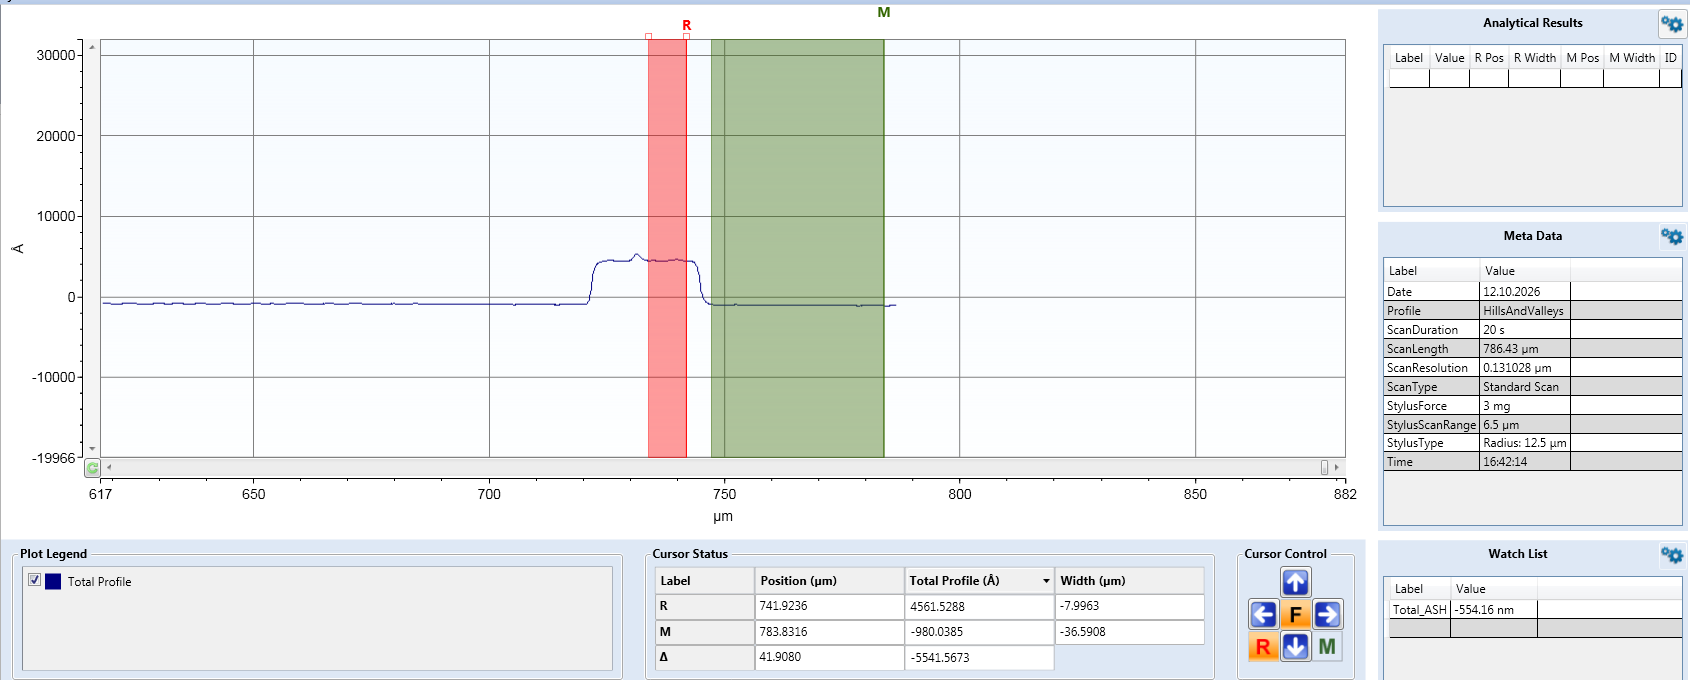 M
R
30000
20000
10000
0
-10000
-19966
Å
617 650 700 750 800 850 882
µm
Analytical Results
Label Value R Pos R Width M Pos M Width ID
Meta Data
Label Value
Date 12.10.2026
Profile HillsAndValleys
ScanDuration 20 s
ScanLength 786.43 µm
ScanResolution 0.131028 µm
ScanType Standard Scan
StylusForce 3 mg
StylusScanRange 6.5 µm
StylusType Radius: 12.5 µm
Time 16:42:14
Plot Legend
Total Profile
Cursor Status
Label Position (µm) Total Profile (Å) Width (µm)
R 741.9236 4561.5288 -7.9963
M 783.8316 -980.0385 -36.5908
Δ 41.9080 -5541.5673
Cursor Control
F
R M
Watch List
Label Value
Total_ASH -554.16 nm